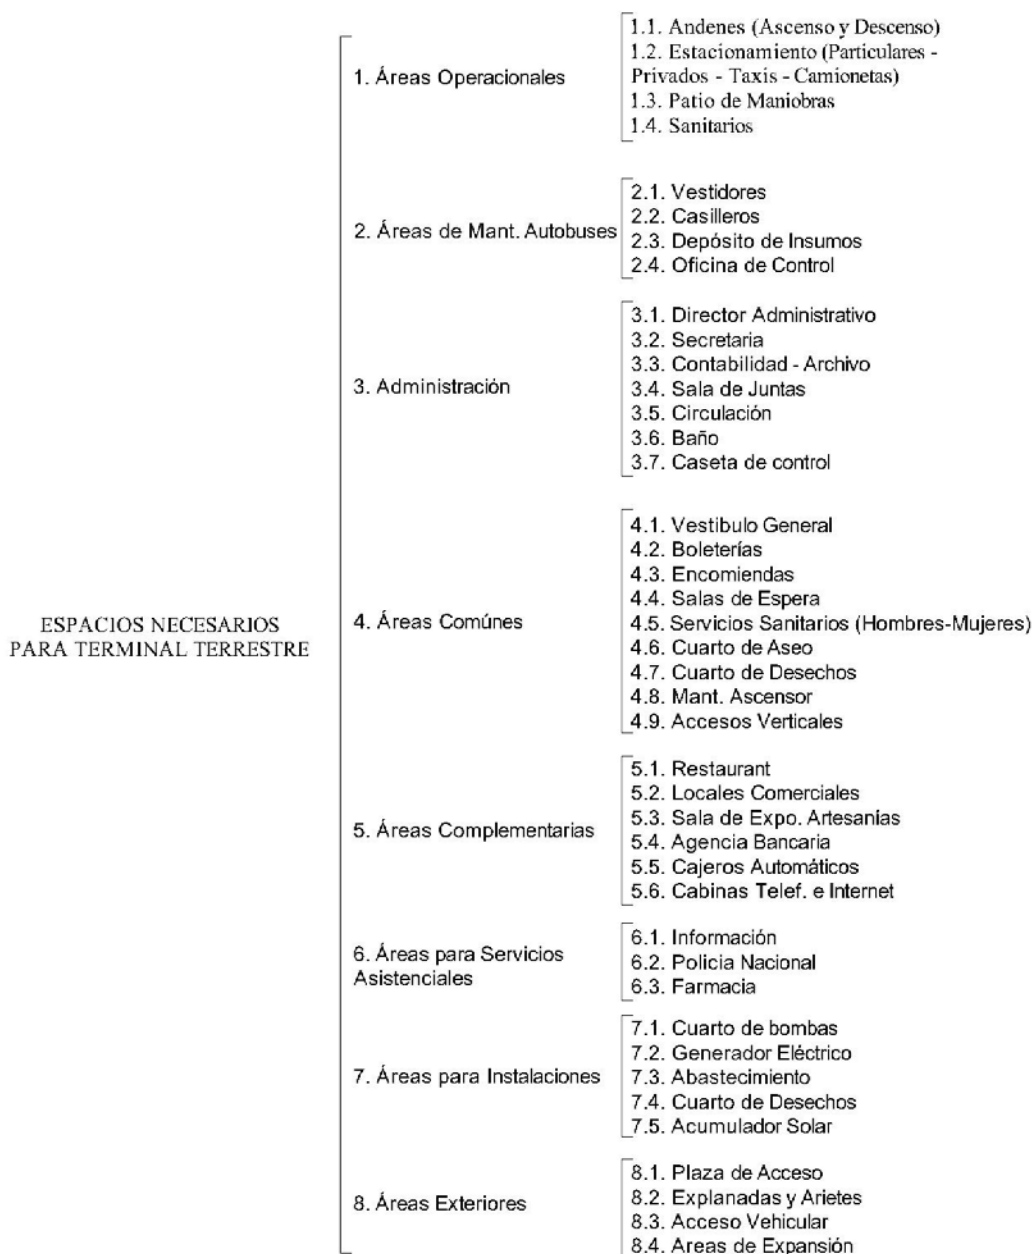 ESPACIOS NECESARIOS
PARA TERMINAL TERRESTRE
1. Áreas Operacionales
1.1. Andenes (Ascenso y Descenso)
1.2. Estacionamiento (Particulares -
Privados - Taxis - Camionetas)
1.3. Patio de Maniobras
1.4. Sanitarios
2. Áreas de Mant. Autobuses
2.1. Vestidores
2.2. Casilleros
2.3. Depósito de Insumos
2.4. Oficina de Control
3. Administración
3.1. Director Administrativo
3.2. Secretaria
3.3. Contabilidad - Archivo
3.4. Sala de Juntas
3.5. Circulación
3.6. Baño
3.7. Caseta de control
4. Áreas Comúnes
4.1. Vestibulo General
4.2. Boleterías
4.3. Encomiendas
4.4. Salas de Espera
4.5. Servicios Sanitarios (Hombres-Mujeres)
4.6. Cuarto de Aseo
4.7. Cuarto de Desechos
4.8. Mant. Ascensor
4.9. Accesos Verticales
5. Áreas Complementarias
5.1. Restaurant
5.2. Locales Comerciales
5.3. Sala de Expo. Artesanias
5.4. Agencia Bancaria
5.5. Cajeros Automáticos
5.6. Cabinas Telef. e Internet
6. Áreas para Servicios
Asistenciales
6.1. Información
6.2. Policia Nacional
6.3. Farmacia
7. Áreas para Instalaciones
7.1. Cuarto de bombas
7.2. Generador Eléctrico
7.3. Abastecimiento
7.4. Cuarto de Desechos
7.5. Acumulador Solar
8. Áreas Exteriores
8.1. Plaza de Acceso
8.2. Explanadas y Arietes
8.3. Acceso Vehicular
8.4. Areas de Expansión